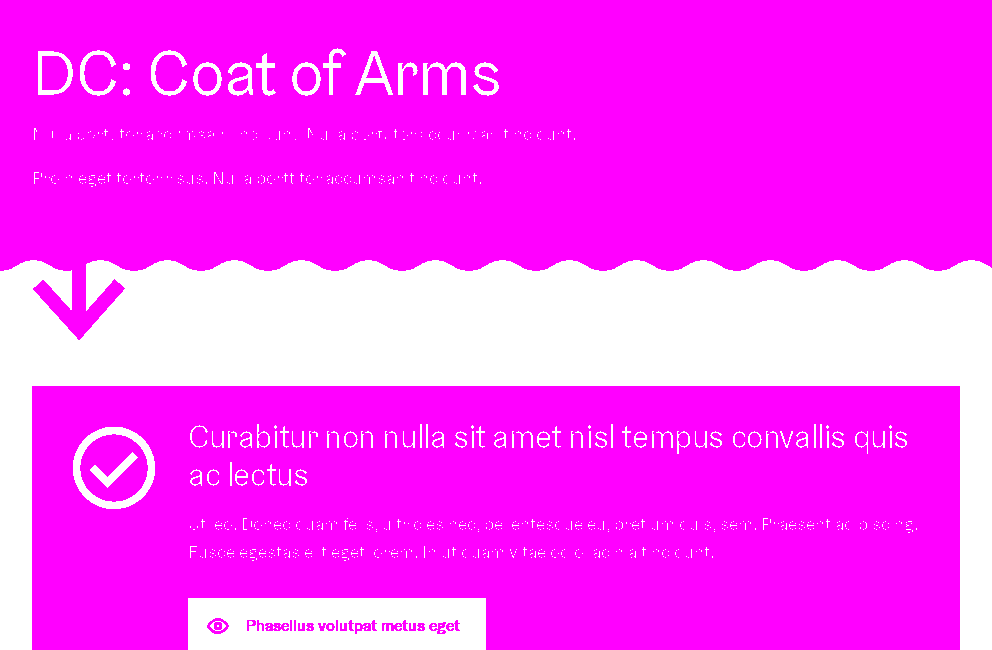 DC: Coat of Arms
Nulla porttitor accumsan tincidunt. Nulla porttitor accumsan tincidunt.
Proin eget tortor risus. Nulla porttitor accumsan tincidunt.
Curabitur non nulla sit amet nisl tempus convallis quis
ac lectus
Ut leo. Donec quam felis, ultricies nec, pellentesque eu, pretium quis, sem. Praesent adipiscing.
Fusce egestas elit eget lorem. In ut quam vitae odio lacinia tincidunt.
Phasellus volutpat metus eget